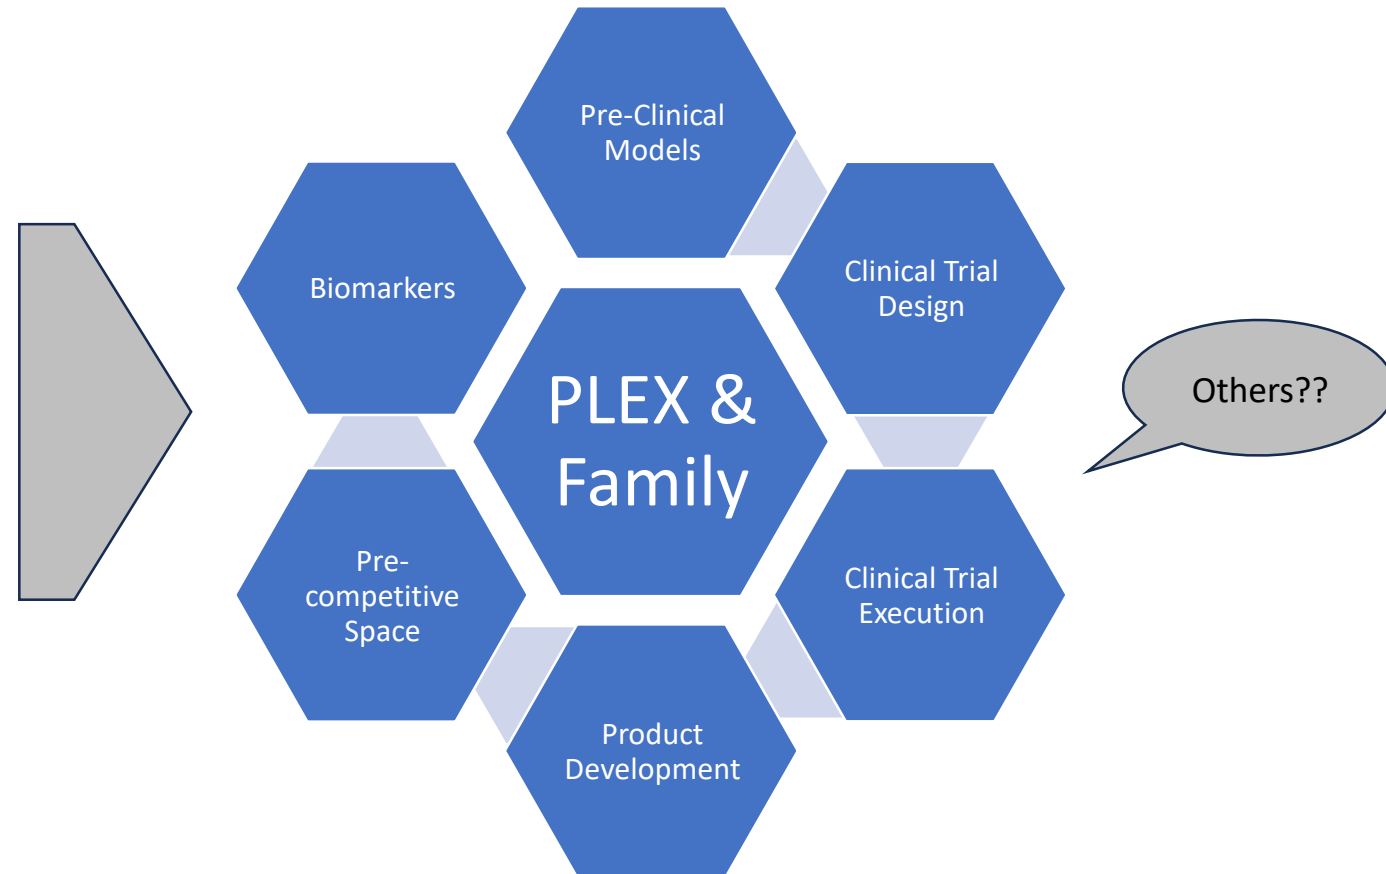 Pre-Clinical
Models
Biomarkers
Clinical Trial
Design
PLEX &
Family
Others??
Pre-
competitive
Space
Clinical Trial
Execution
Product
Development